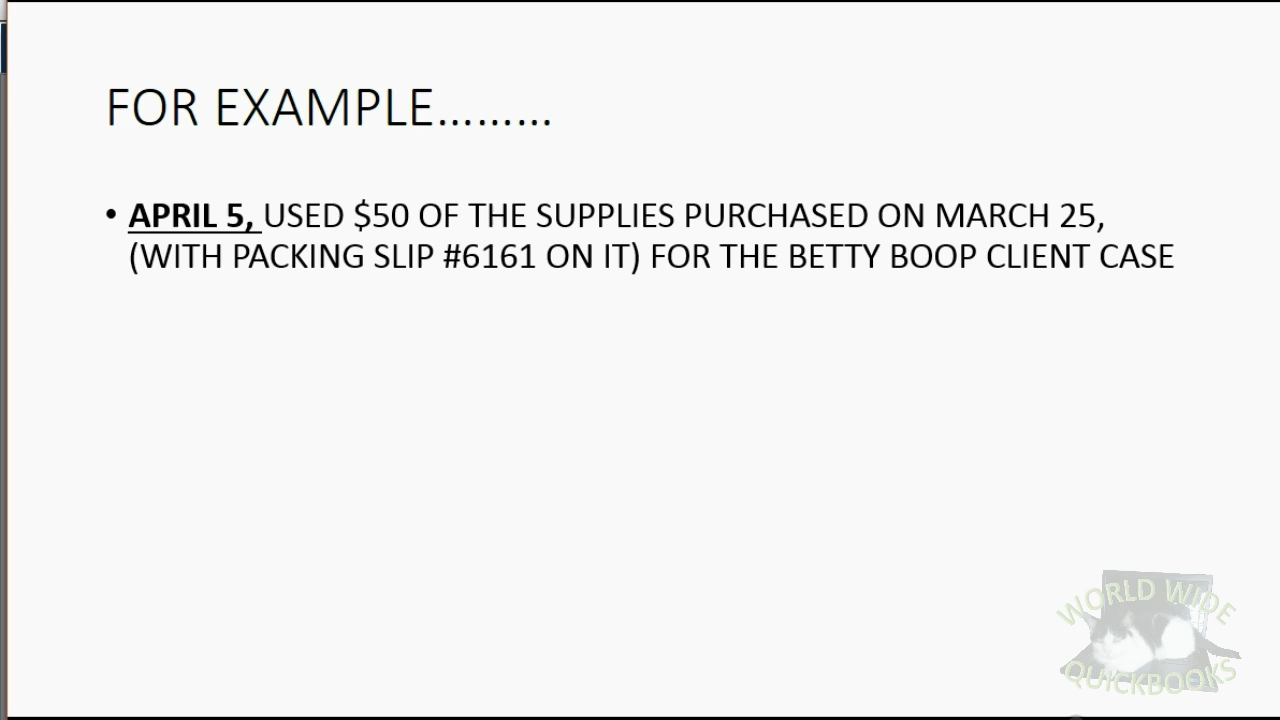 FOR EXAMPLE.........
• APRIL 5, USED $50 OF THE SUPPLIES PURCHASED ON MARCH 25,
(WITH PACKING SLIP #6161 ON IT) FOR THE BETTY BOOP CLIENT CASE
WORLD WIDE
QUICKBOOKS